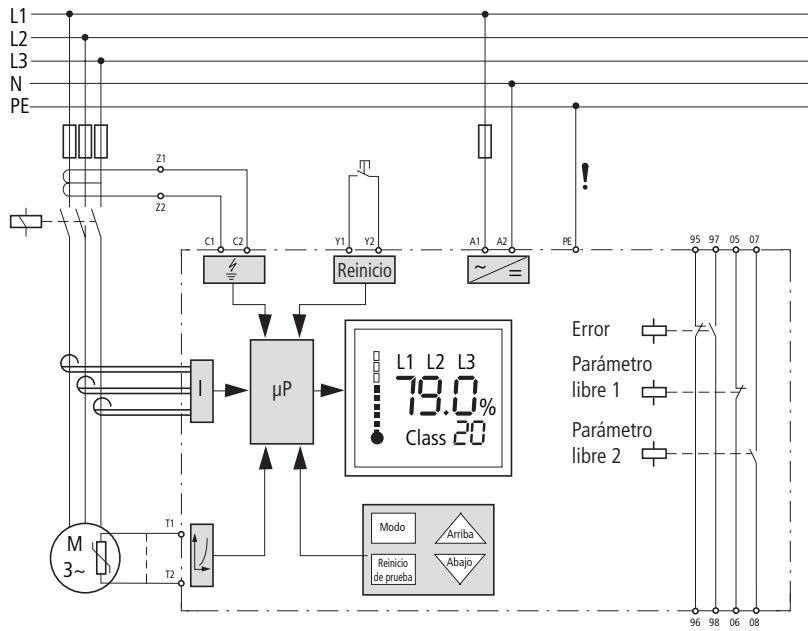 L1
L2
L3
N
PE
Z1
Z2
!
C1 C2 Y1 Y2 A1 A2 PE 95 97 05 07
Reinicio
~ =
Error
Parámetro
libre 1
Parámetro
libre 2
I
µP
L1 L2 L3
79.0%
Class 20
M
3~
T1
T2
Modo
Arriba
Reinicio
de prueba
Abajo
96 98 06 08